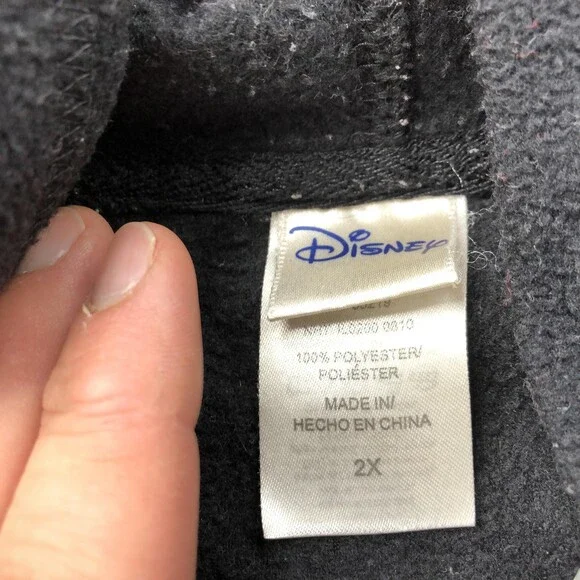 Disney
100% POLYESTER/
POLIÉSTER
MADE IN/
HECHO EN CHINA
2X